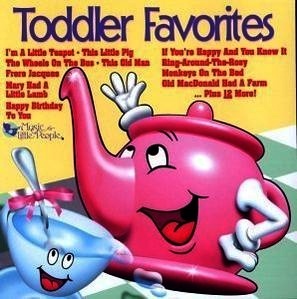 Toddler Favorites
I'm A Little Teapot • This Little Pig
The Wheels On The Bus • This Old Man
Frere Jacques
Mary Had A
Little Lamb
Happy Birthday
To You
If You're Happy And You Know It
Ring-Around-The-Rosy
Monkeys On The Bed
Old MacDonald Had A Farm
... Plus 12 More!
Music for
Little People